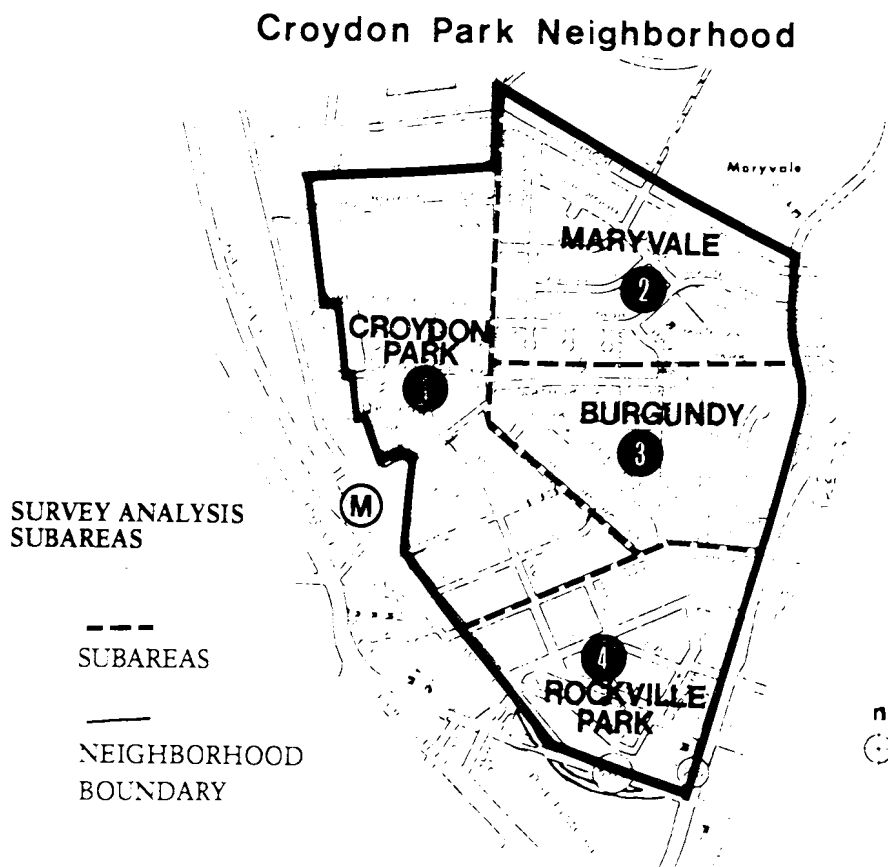 Croydon Park Neighborhood
Maryvale
MARYVALE
2
CROYDON
PARK
1
BURGUNDY
3
M
SURVEY ANALYSIS
SUBAREAS
SUBAREAS
4
ROCKVILLE
PARK
n
NEIGHBORHOOD
BOUNDARY